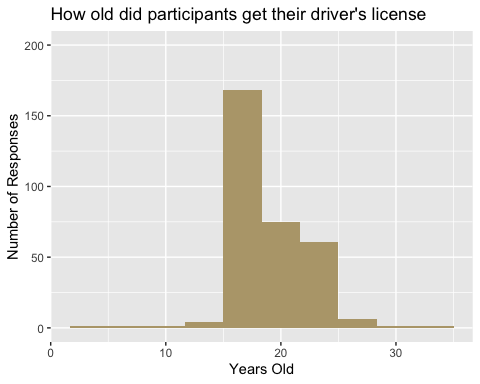 How old did participants get their driver's license
200
150
100
50
0
Number of Responses
0 10 20 30
Years Old